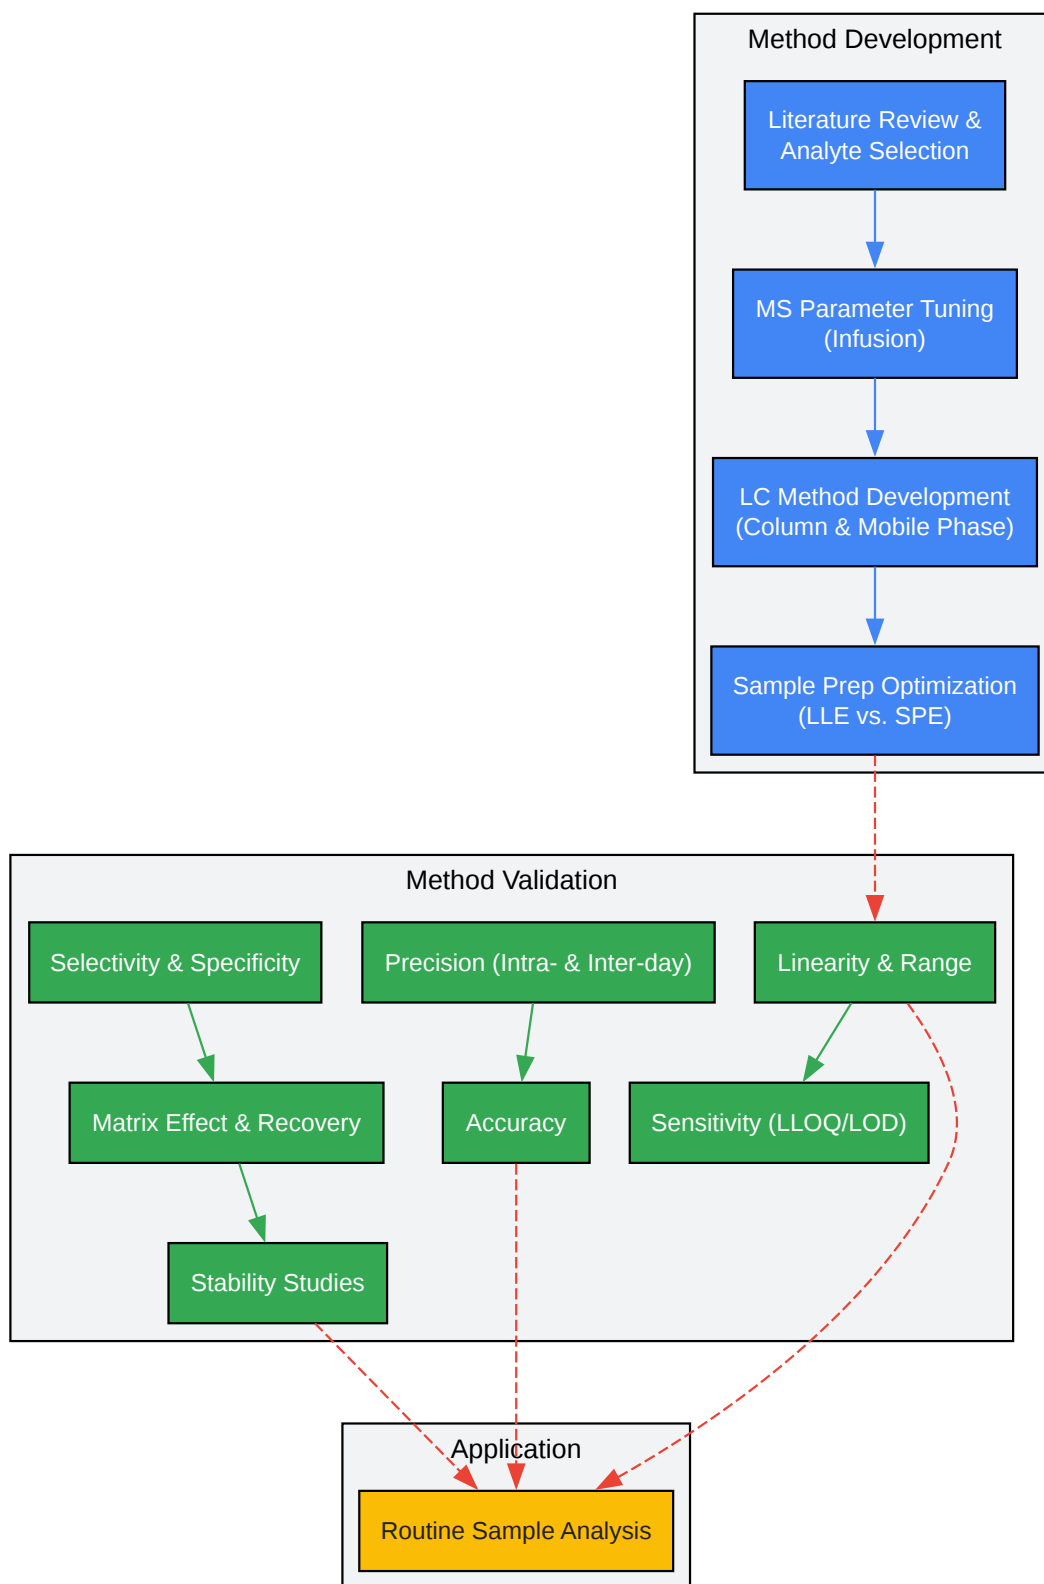 Method Development
Literature Review &
Analyte Selection
MS Parameter Tuning
(Infusion)
LC Method Development
(Column & Mobile Phase)
Sample Prep Optimization
(LLE vs. SPE)
Method Validation
Selectivity & Specificity
Precision (Intra- & Inter-day)
Linearity & Range
Matrix Effect & Recovery
Accuracy
Sensitivity (LLOQ/LOD)
Stability Studies
Application
Routine Sample Analysis